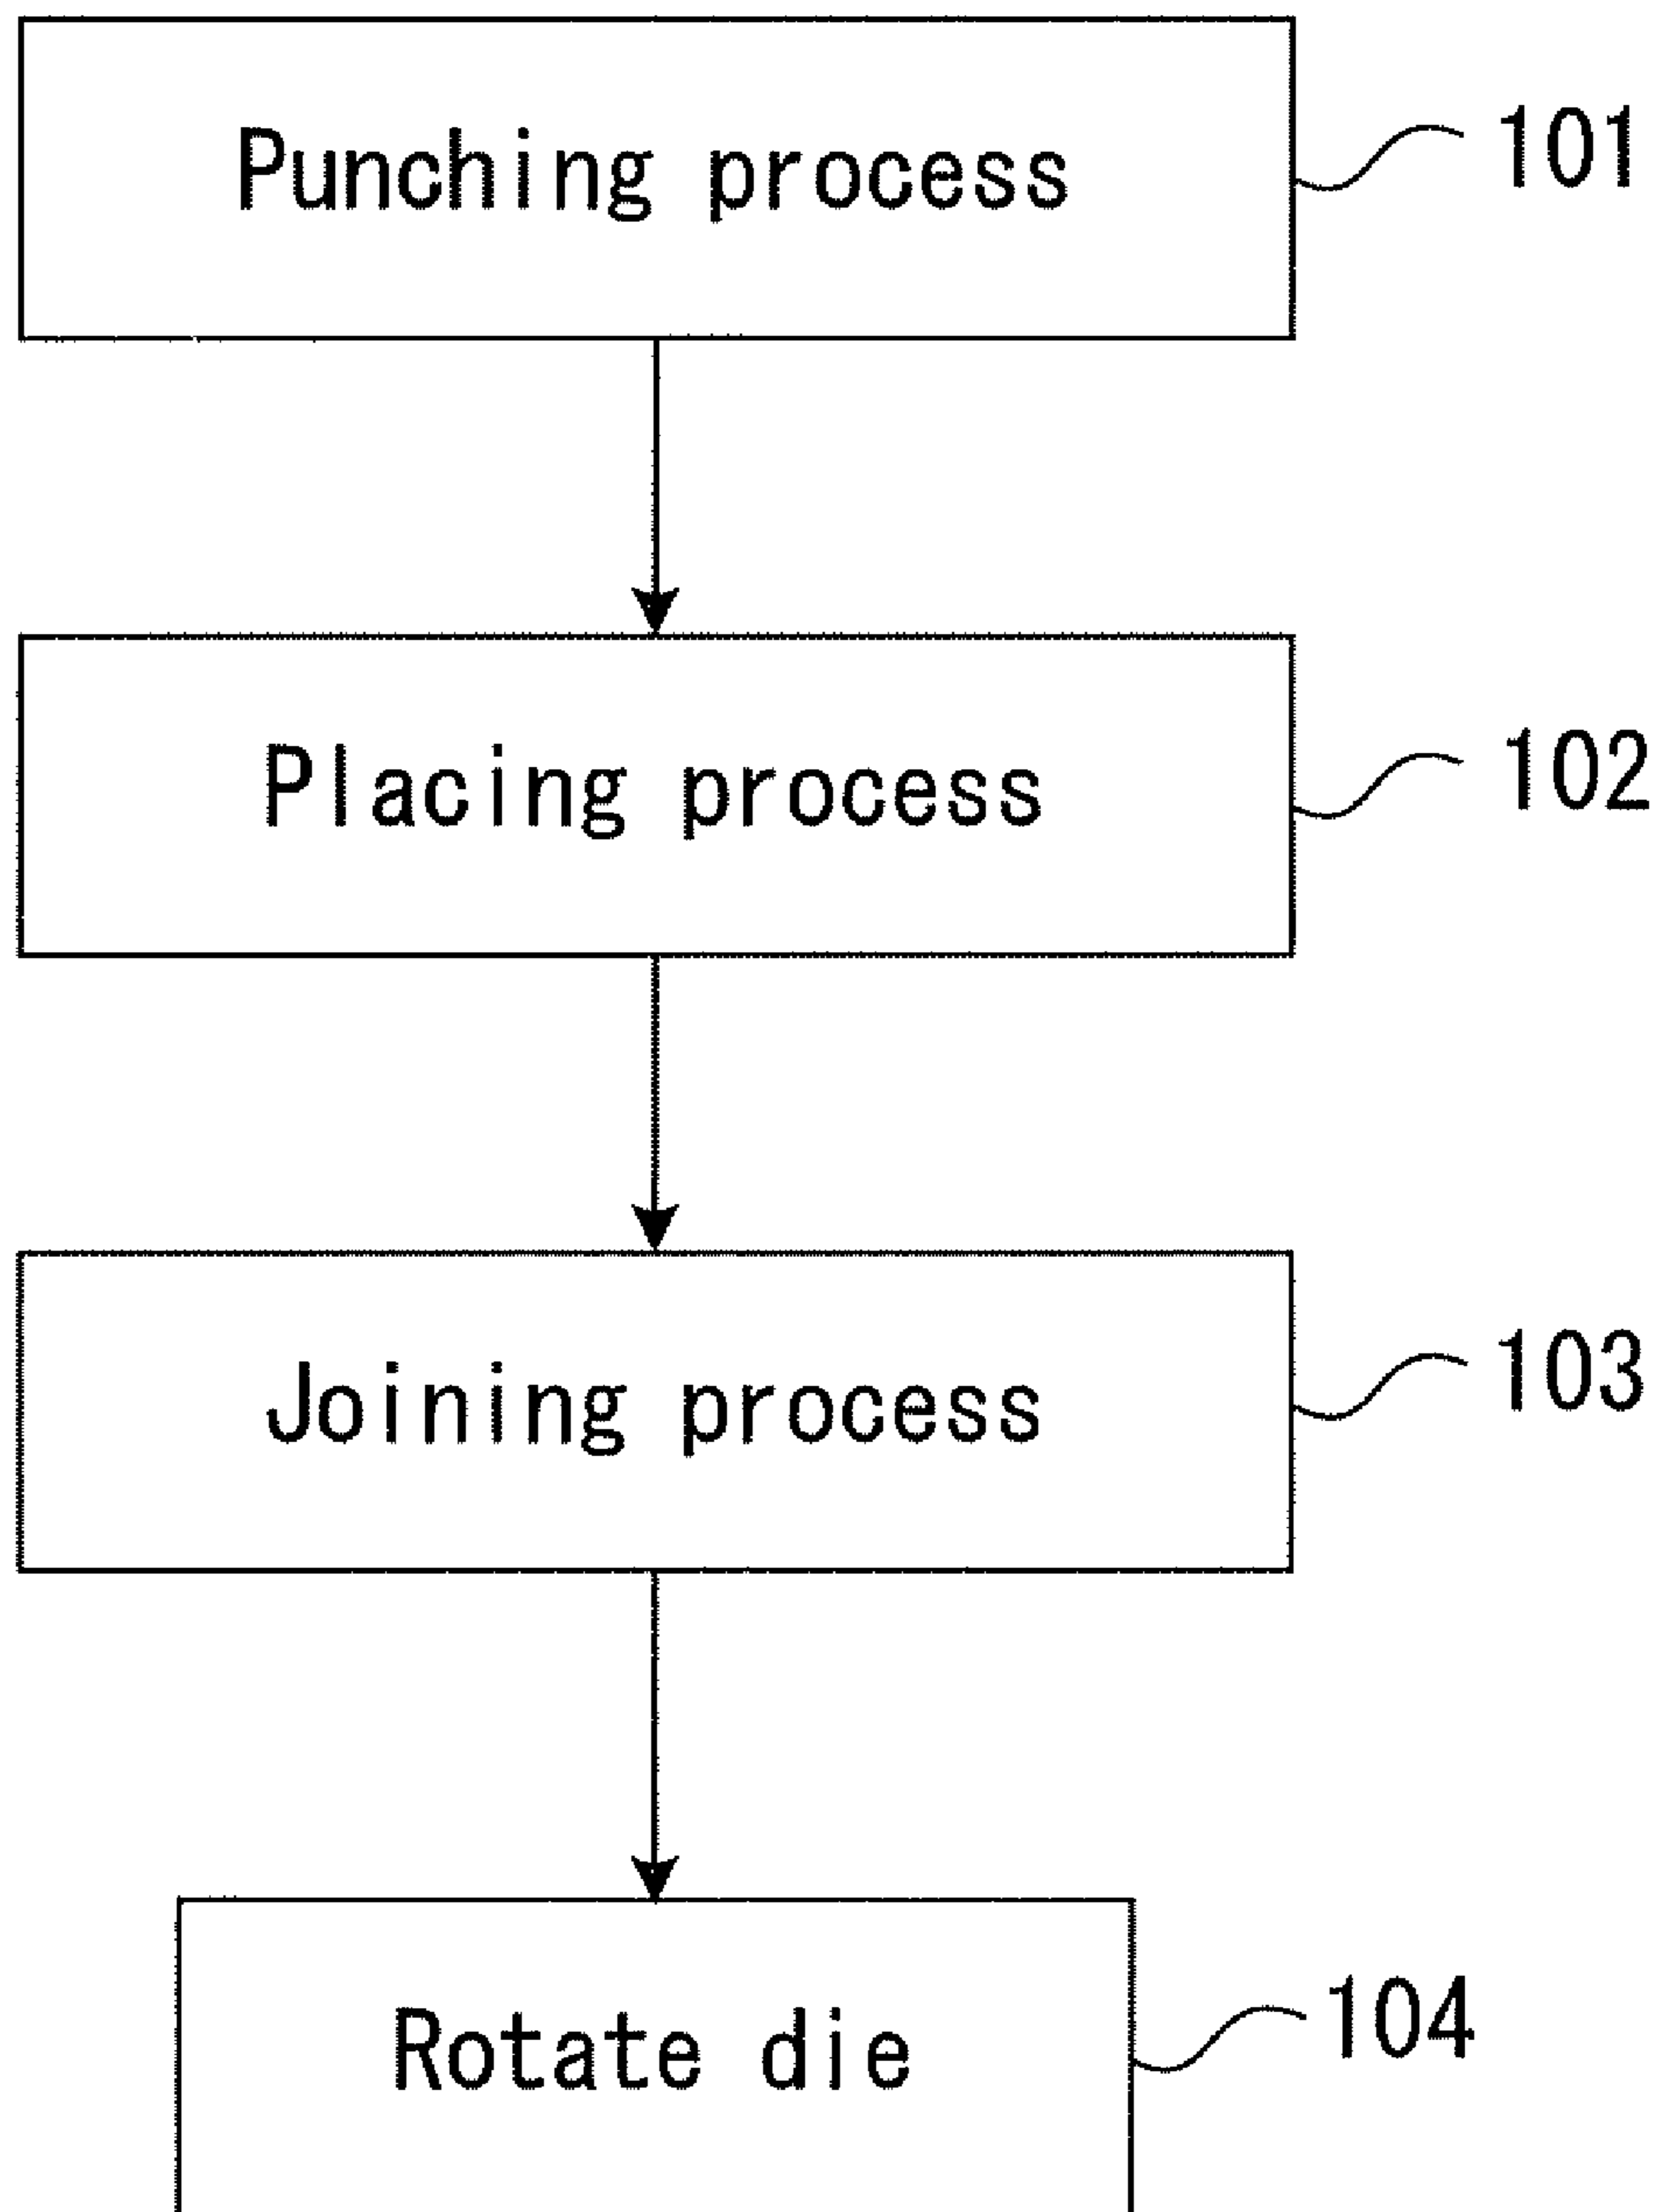 Punching process
101
Placing process
102
Joining process
103
Rotate die
104